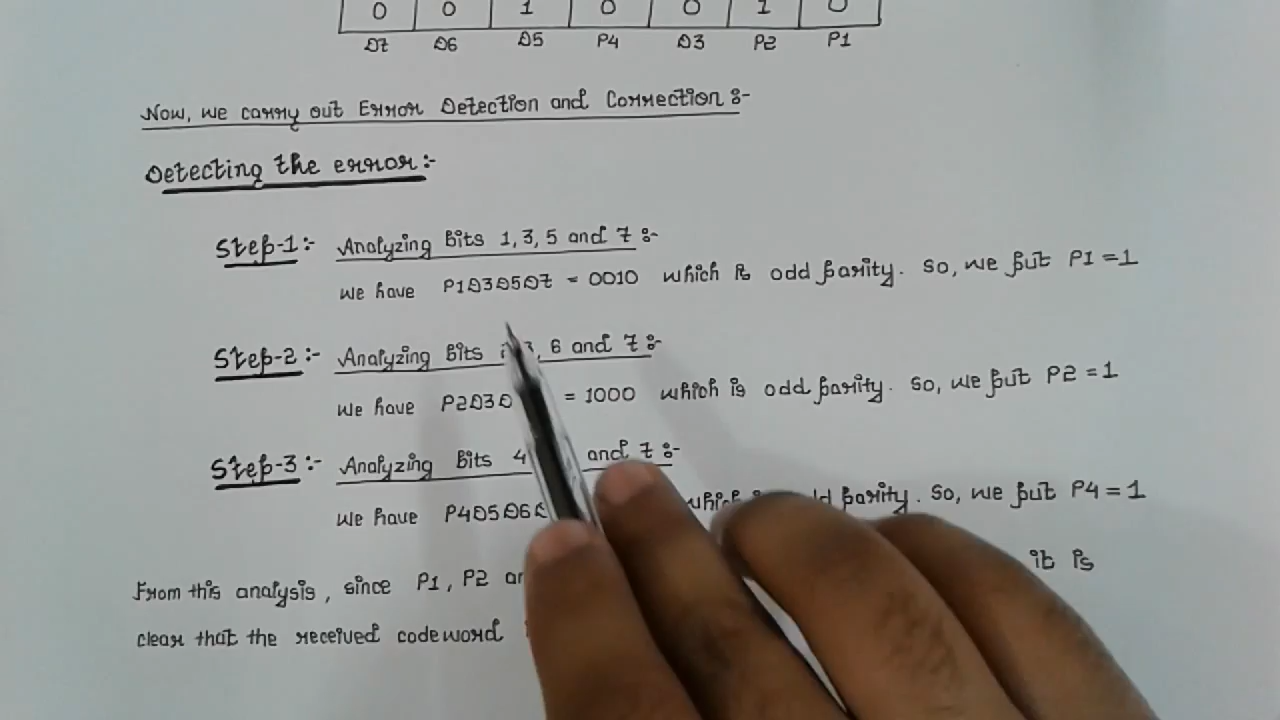 0 0 1 0 0 1 0
D7 D6 D5 P4 D3 P2 P1
Now, we carry out Error Detection and Correction :-
Detecting the error:-
Step-1:- Analyzing Bits 1, 3, 5 and 7 :-
We have P1D3D5D7 = 0010 which is odd parity. So, we put P1 = 1
Step-2:- Analyzing Bits 3, 6 and 7 :-
We have P2D3D = 1000 which is odd parity. So, we put P2 = 1
Step-3:- Analyzing Bits 4 and 7 :-
We have P4D5D6 which parity. So, we put P4 = 1
From this analysis, since P1, P2 it is
clear that the received codeword